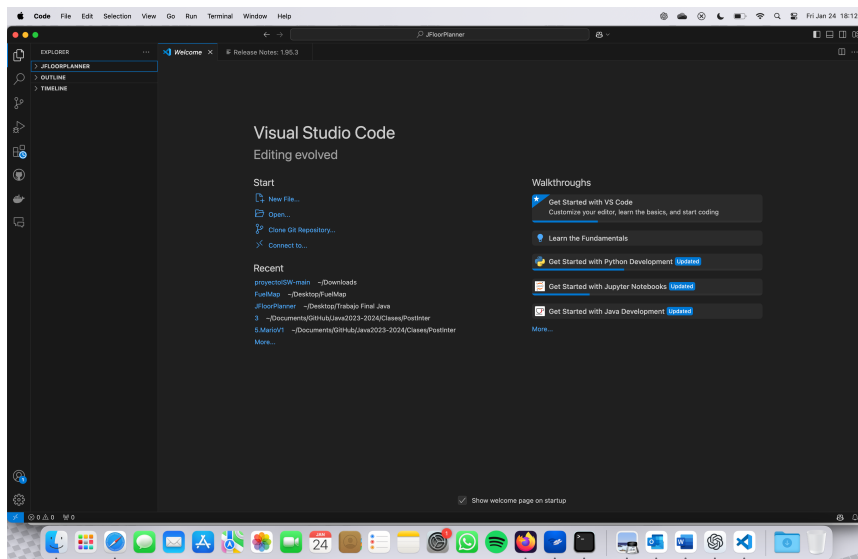 Code File Edit Selection View Go Run Terminal Window Help
Fri Jan 24 18:12
JFloorPlanner
EXPLORER
Welcome
Release Notes: 1.95.3
JFLOORPLANNER
OUTLINE
TIMELINE
Visual Studio Code
Editing evolved
Start
New File...
Open...
Clone Git Repository...
Connect to...
Recent
proyectoISW-main ~/Downloads
FuelMap ~/Desktop/FuelMap
JFloorPlanner ~/Desktop/Trabajo Final Java
3 ~/Documents/GitHub/Java2023-2024/Clases/PostInter
5.MarioV1 ~/Documents/GitHub/Java2023-2024/Clases/PostInter
More...
Walkthroughs
Get Started with VS Code
Customize your editor, learn the basics, and start coding
Learn the Fundamentals
Get Started with Python Development Updated
Get Started with Jupyter Notebooks Updated
Get Started with Java Development Updated
More...
Show welcome page on startup
0 0 0
JAN
24